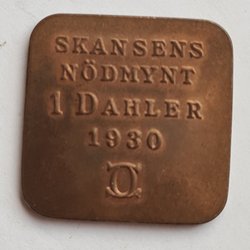 SKANSENS
NÖDMYNT
1 DAHLER
1930